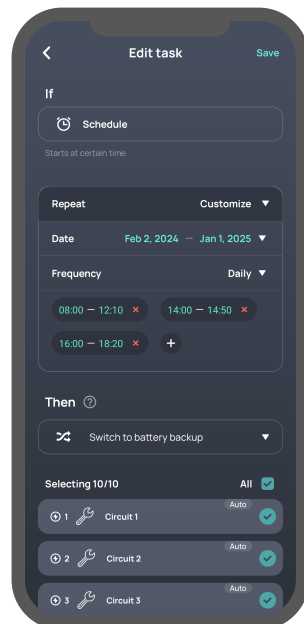 Edit task Save
If
Schedule
Starts at certain time
Repeat Customize
Date Feb 2, 2024 — Jan 1, 2025
Frequency Daily
08:00 — 12:10 × 14:00 — 14:50 ×
16:00 — 18:20 × +
Then ?
Switch to battery backup
Selecting 10/10 All
Auto
1 Circuit 1
Auto
2 Circuit 2
Auto
3 Circuit 3